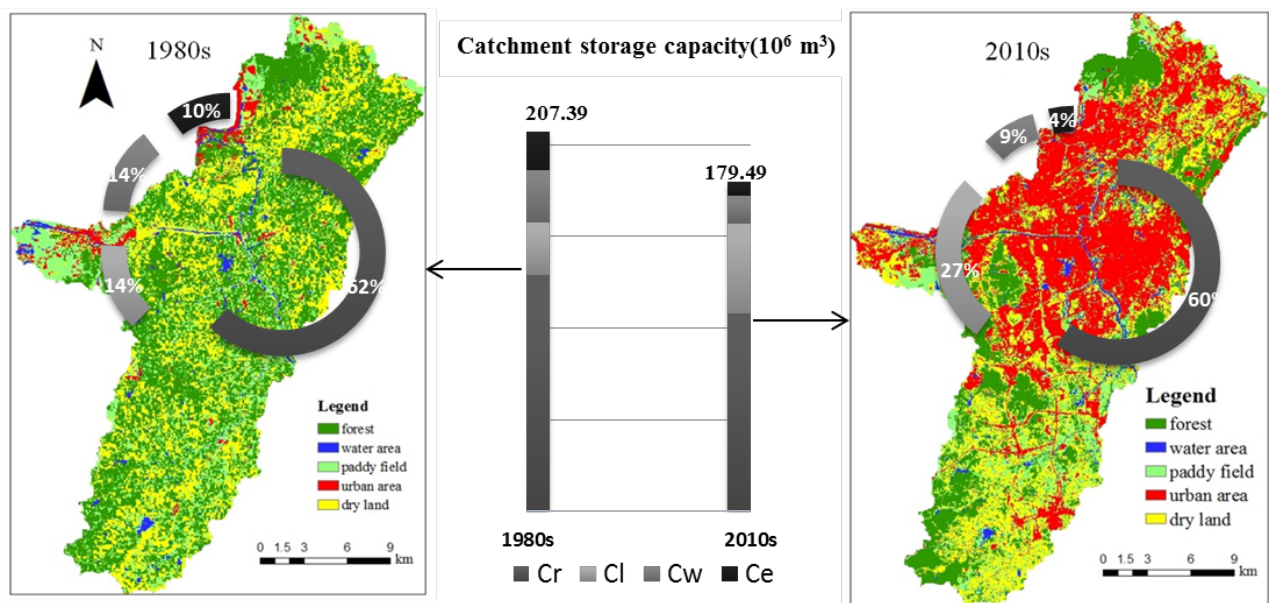 N
1980s
10%
14%
14%
62%
Legend
forest
water area
paddy field
urban area
dry land
0 1.5 3 6 9
km
Catchment storage capacity(10⁶ m³)
207.39
179.49
1980s 2010s
Cr Cl Cw Ce
2010s
4%
9%
27%
60%
Legend
forest
water area
paddy field
urban area
dry land
0 1.5 3 6 9
km